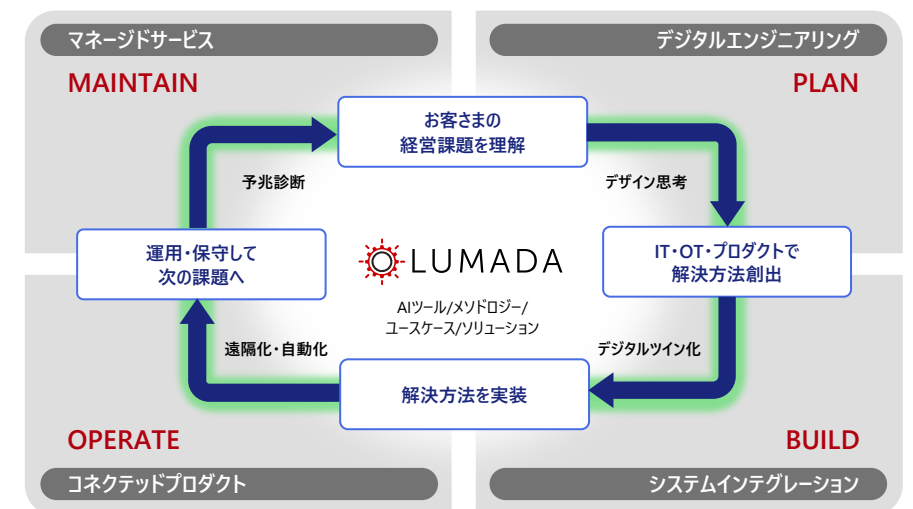 マネージドサービス
デジタルエンジニアリング
MAINTAIN
PLAN
お客さまの
経営課題を理解
予兆診断
デザイン思考
運用・保守して
次の課題へ
LUMADA
IT・OT・プロダクトで
解決方法創出
AIツール/メソドロジー/
ユースケース/ソリューション
遠隔化・自動化
デジタルツイン化
解決方法を実装
OPERATE
BUILD
コネクテッドプロダクト
システムインテグレーション